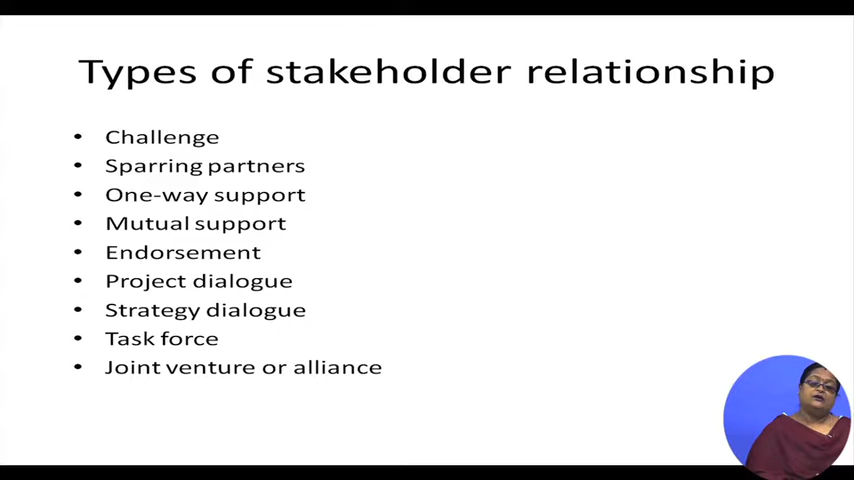 Types of stakeholder relationship
• Challenge
• Sparring partners
• One-way support
• Mutual support
• Endorsement
• Project dialogue
• Strategy dialogue
• Task force
• Joint venture or alliance